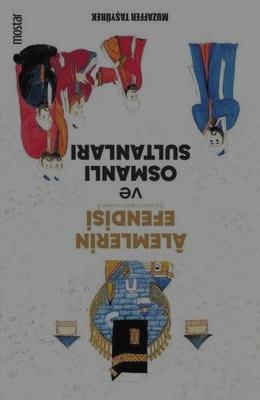 ÂLEMLERİN
EFENDİSİ
ve
OSMANLI
SULTANLARI
MUZAFFER TAŞYÜREK
mostar